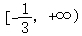 [-1/3, +∞)